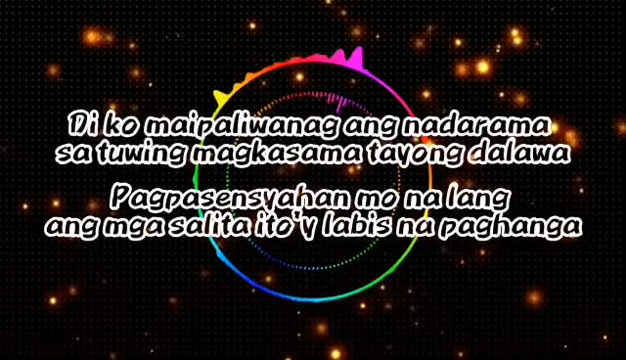 Di ko maipaliwanag ang nadarama
sa tuwing magkasama tayong dalawa
Pagpasensyahan mo na lang
ang mga salita ito'y labis na paghanga